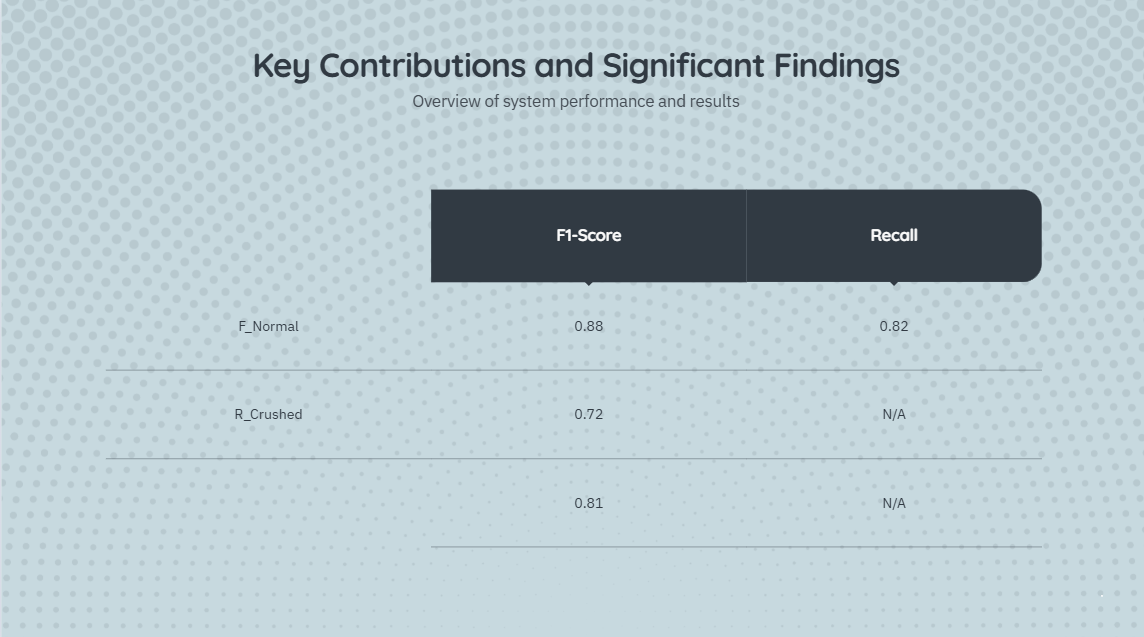 Key Contributions and Significant Findings
Overview of system performance and results
F1-Score Recall
F_Normal 0.88 0.82
R_Crushed 0.72 N/A
0.81 N/A